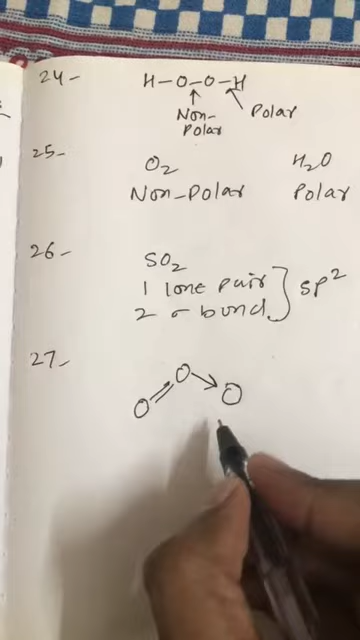 24- H-O-O-H
Non-Polar
Polar
25- O₂ H₂O
Non-Polar Polar
26- SO₂
1 lone pair
2 σ bond } sp²
27- O=O→O